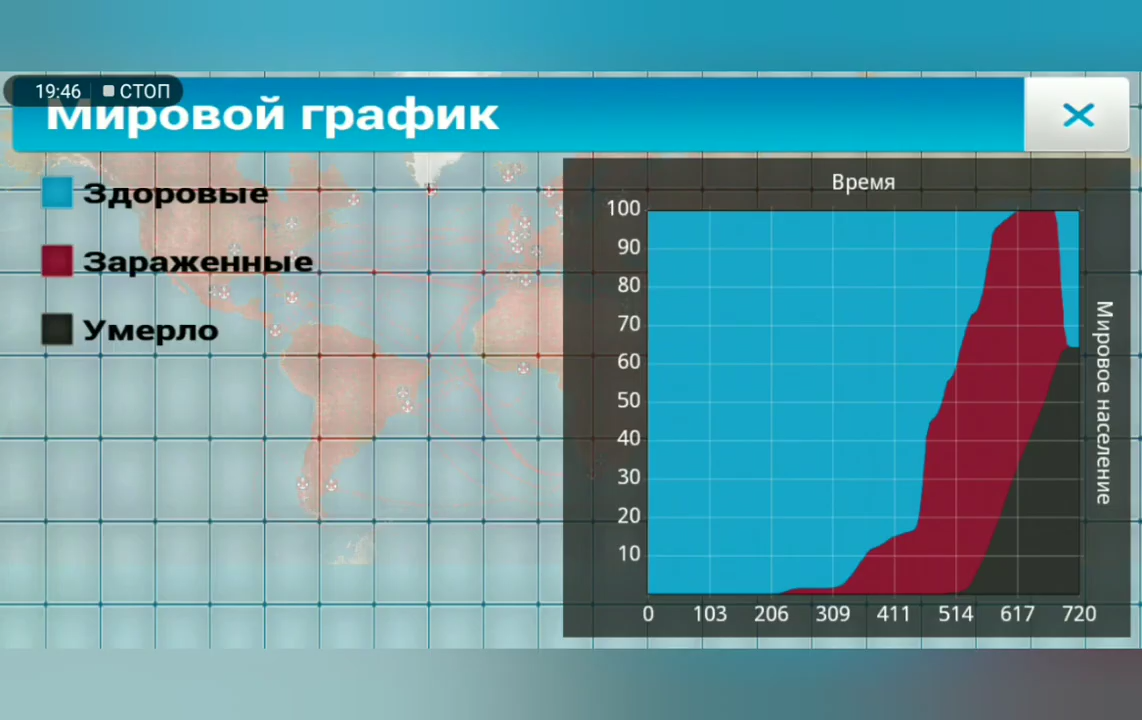 19:46 СТОП
Мировой график
Здоровые
Зараженные
Умерло
Время
100
90
80
70
60
50
40
30
20
10
0 103 206 309 411 514 617 720
Мировое население